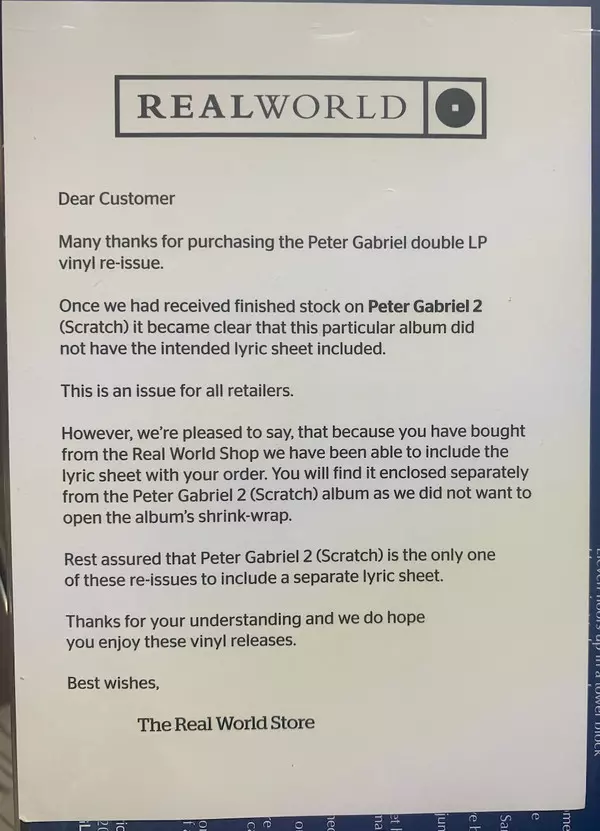 REALWORLD
Dear Customer
Many thanks for purchasing the Peter Gabriel double LP
vinyl re-issue.
Once we had received finished stock on Peter Gabriel 2
(Scratch) it became clear that this particular album did
not have the intended lyric sheet included.
This is an issue for all retailers.
However, we're pleased to say, that because you have bought
from the Real World Shop we have been able to include the
lyric sheet with your order. You will find it enclosed separately
from the Peter Gabriel 2 (Scratch) album as we did not want to
open the album's shrink-wrap.
Rest assured that Peter Gabriel 2 (Scratch) is the only one
of these re-issues to include a separate lyric sheet.
Thanks for your understanding and we do hope
you enjoy these vinyl releases.
Best wishes,
The Real World Store
Eleven floors up in a tower block